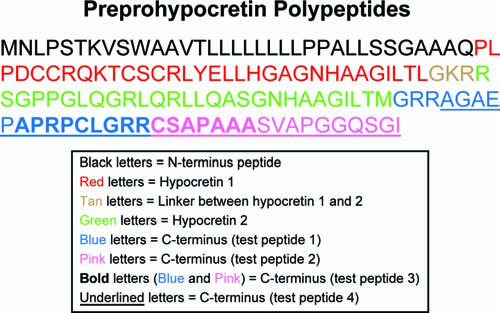 Preprohypocretin Polypeptides
MNLPSTKVSWAAVTLLLLLLLLLPPALLSSGAAAQPL
PDCCRQKTCSCRLYELLHGAGNHAAGILTLGKRR
SGPPGLQGRLQRLLQASGNHAAGILTMGRRAGAE
PAPRPCLGRRCSAPAAASVAPGGQSGI
Black letters = N-terminus peptide
Red letters = Hypocretin 1
Tan letters = Linker between hypocretin 1 and 2
Green letters = Hypocretin 2
Blue letters = C-terminus (test peptide 1)
Pink letters = C-terminus (test peptide 2)
Bold letters (Blue and Pink) = C-terminus (test peptide 3)
Underlined letters = C-terminus (test peptide 4)